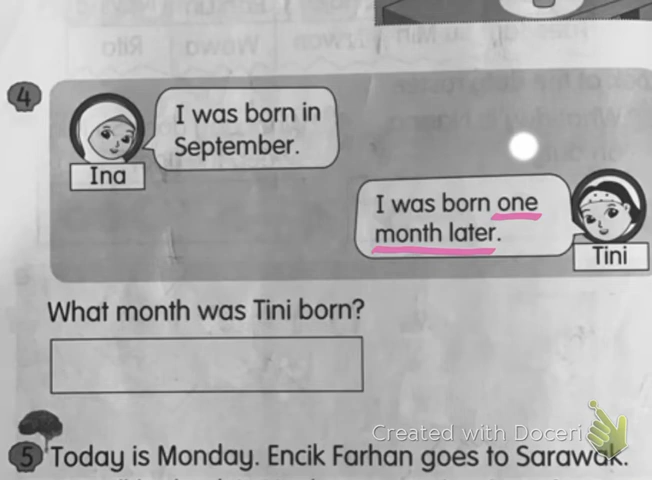 4
I was born in
September.
Ina
I was born one
month later.
Tini
What month was Tini born?
Created with Doceri
5 Today is Monday. Encik Farhan goes to Sarawak.